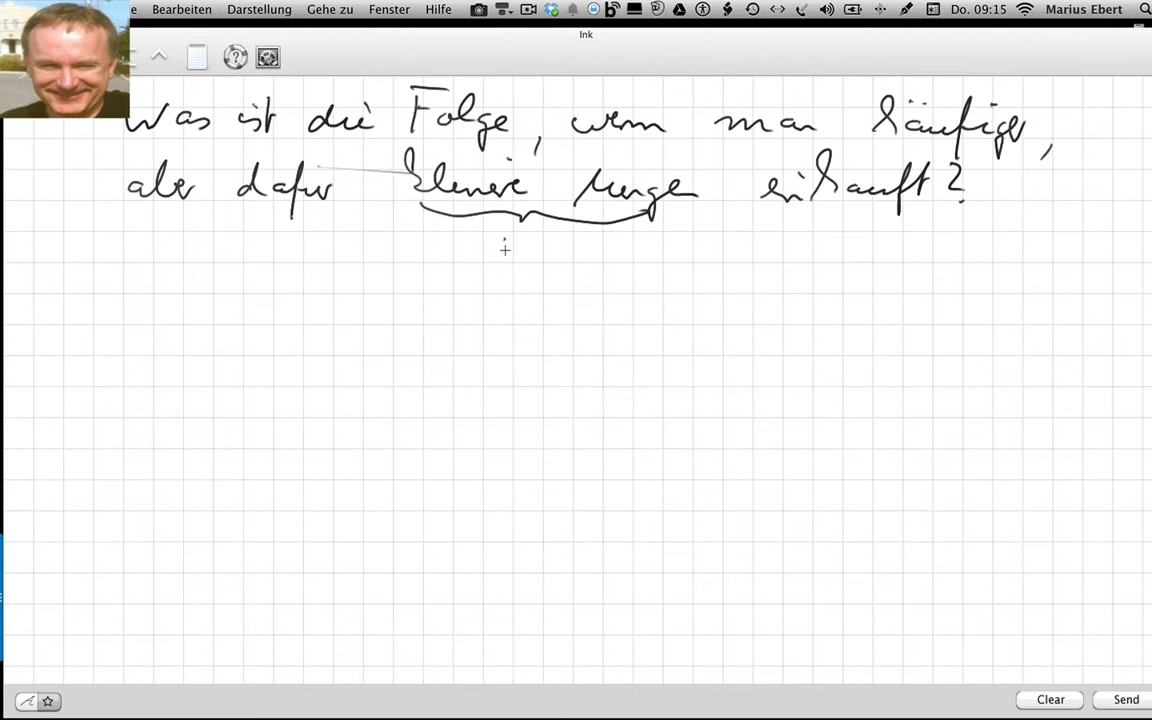 Bearbeiten Darstellung Gehe zu Fenster Hilfe Do. 09:15 Marius Ebert
Ink
Was ist die Folge, wenn man häufiger,
aber dafür kleinere Mengen einkauft?
Clear Send